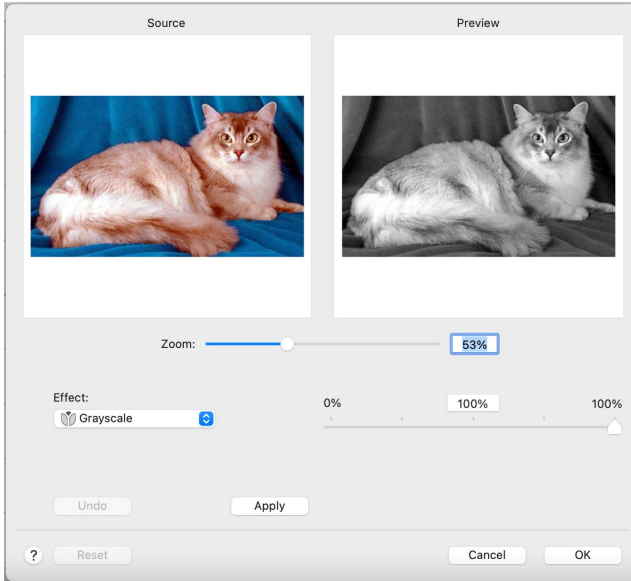 Source Preview
Zoom: 53%
Effect:
Grayscale
0% 100% 100%
Undo Apply
? Reset Cancel OK